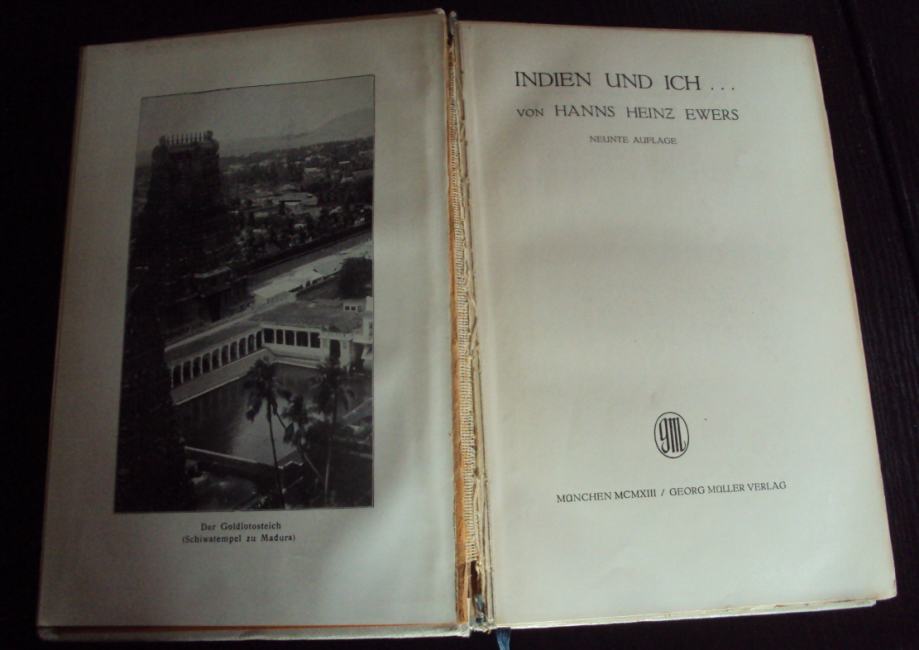 Der Goldlotosteich
(Schiwatempel zu Madura)
INDIEN UND ICH ...
VON HANNS HEINZ EWERS
NEUNTE AUFLAGE
GM
MÜNCHEN MCMXIII / GEORG MÜLLER VERLAG